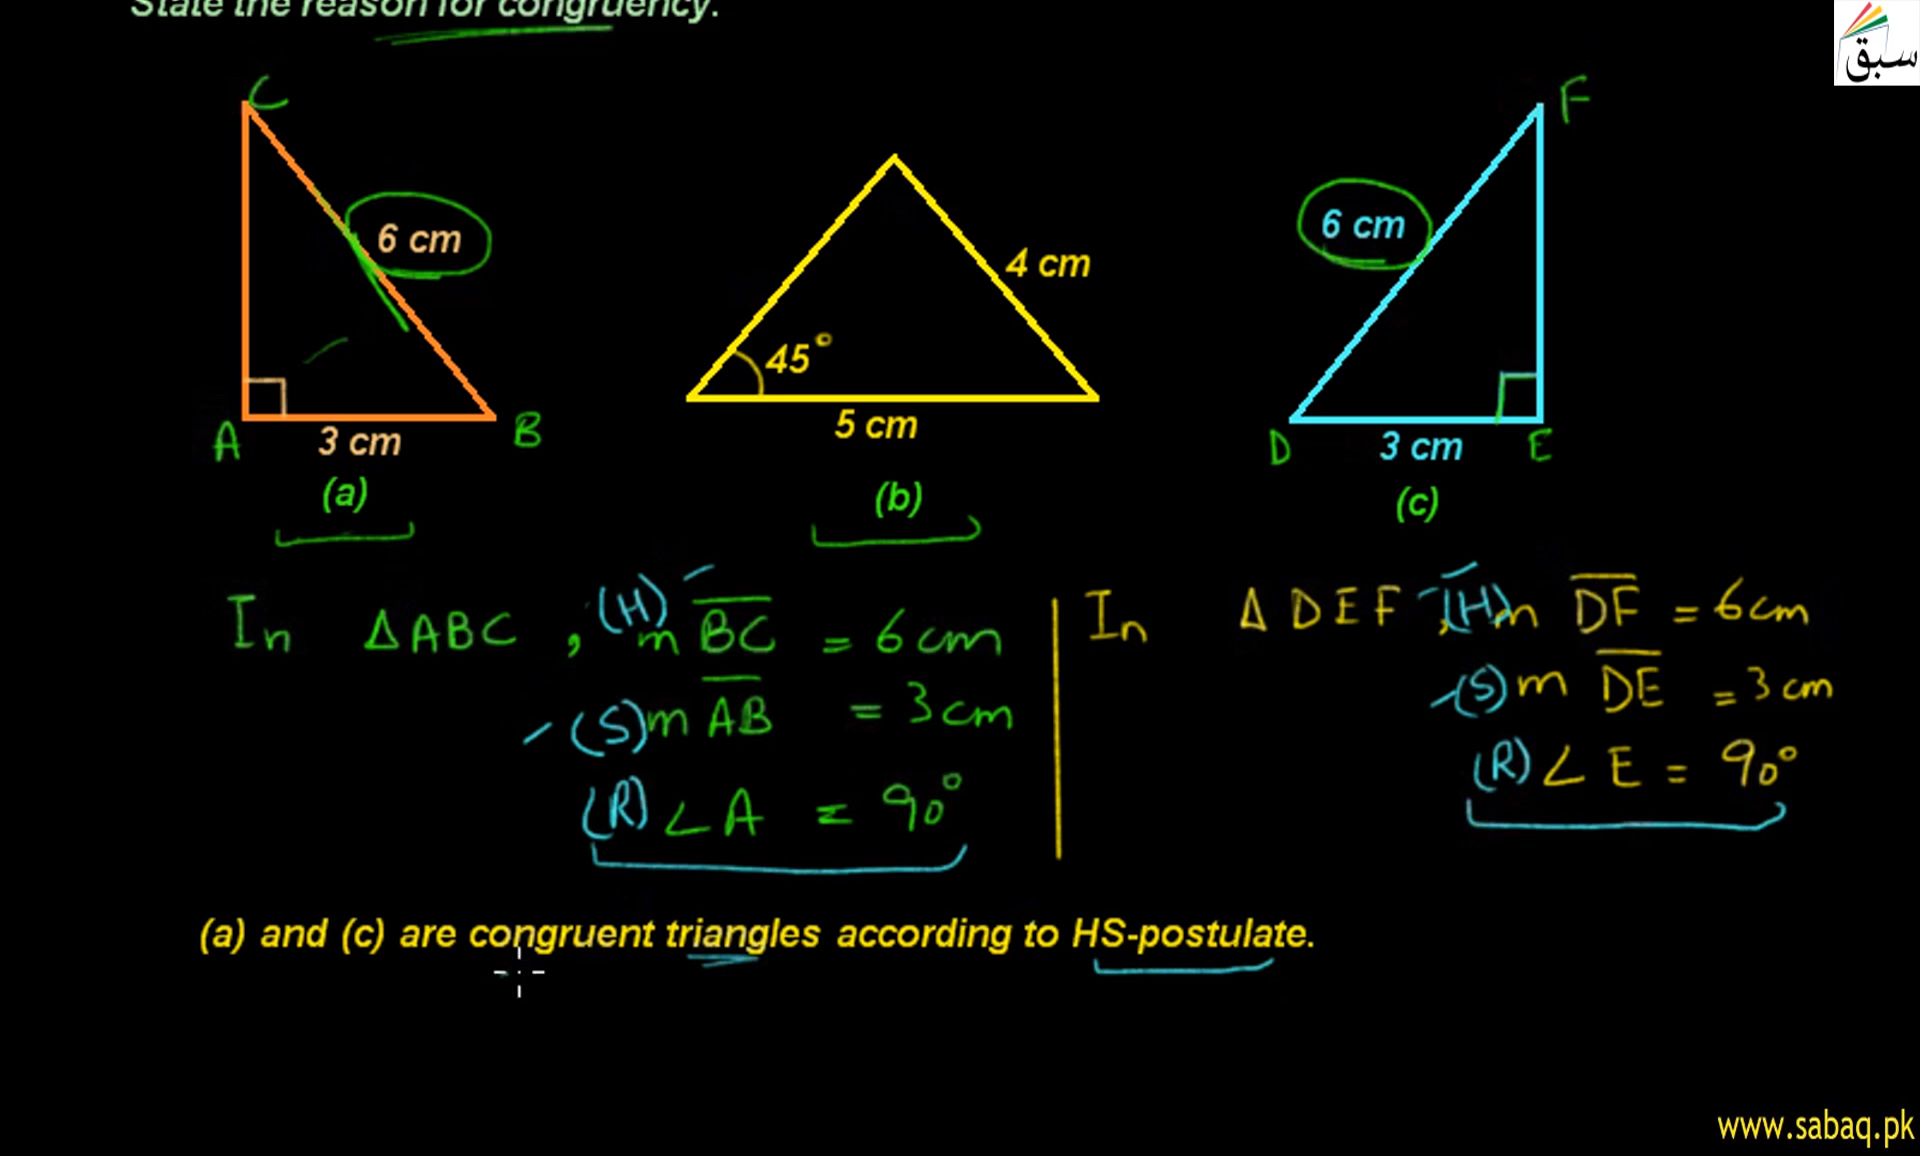 State the reason for congruency.
سبق
C
F
6 cm
6 cm
4 cm
45°
A
3 cm
B
5 cm
D
3 cm
E
(a)
(b)
(c)
In ΔABC , (H) m BC = 6cm
(S) m AB = 3cm
(R) ∠A = 90°
In ΔDEF , (H) m DF = 6cm
(S) m DE = 3cm
(R) ∠E = 90°
(a) and (c) are congruent triangles according to HS-postulate.
www.sabaq.pk